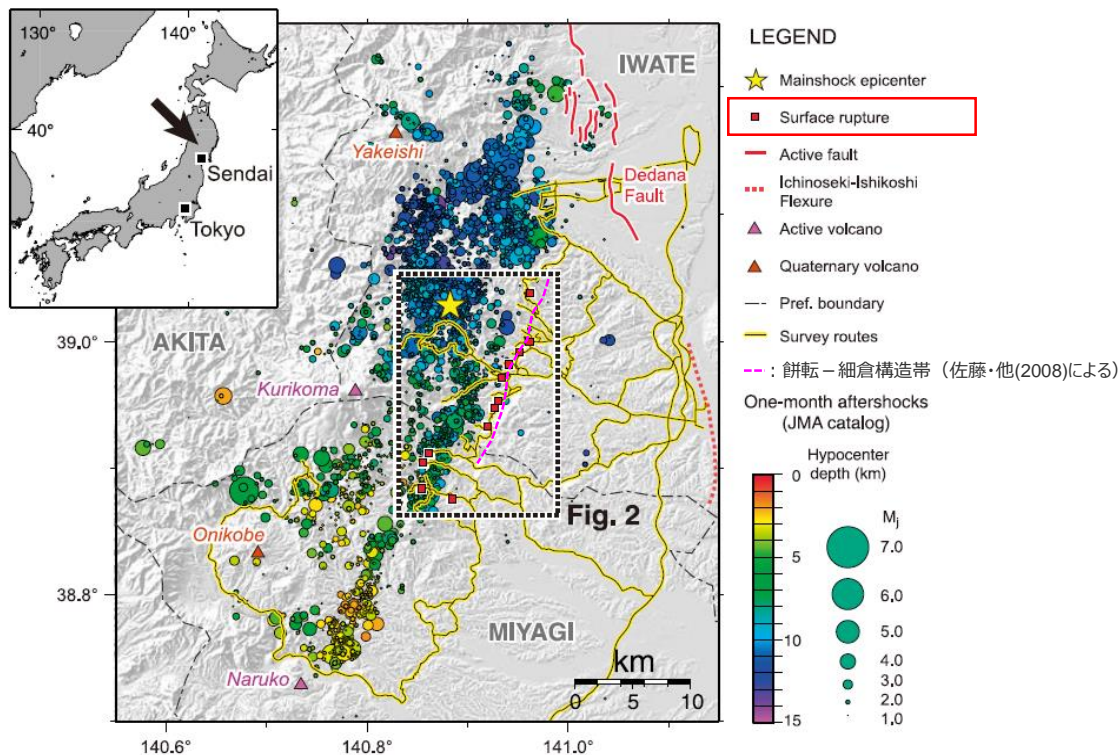 130°
140°
40°
Sendai
Tokyo
IWATE
Yakeishi
Dedana
Fault
39.0°
AKITA
Kurikoma
Fig. 2
Onikobe
38.8°
MIYAGI
Naruko
km
0 5 10
140.6° 140.8° 141.0°
LEGEND
Mainshock epicenter
Surface rupture
Active fault
Ichinoseki-Ishikoshi
Flexure
Active volcano
Quaternary volcano
Pref. boundary
Survey routes
：餅転－細倉構造帯（佐藤・他(2008)による）
One-month aftershocks
(JMA catalog)
Hypocenter
depth (km)
0
5
10
15
Mj
7.0
6.0
5.0
4.0
3.0
2.0
1.0